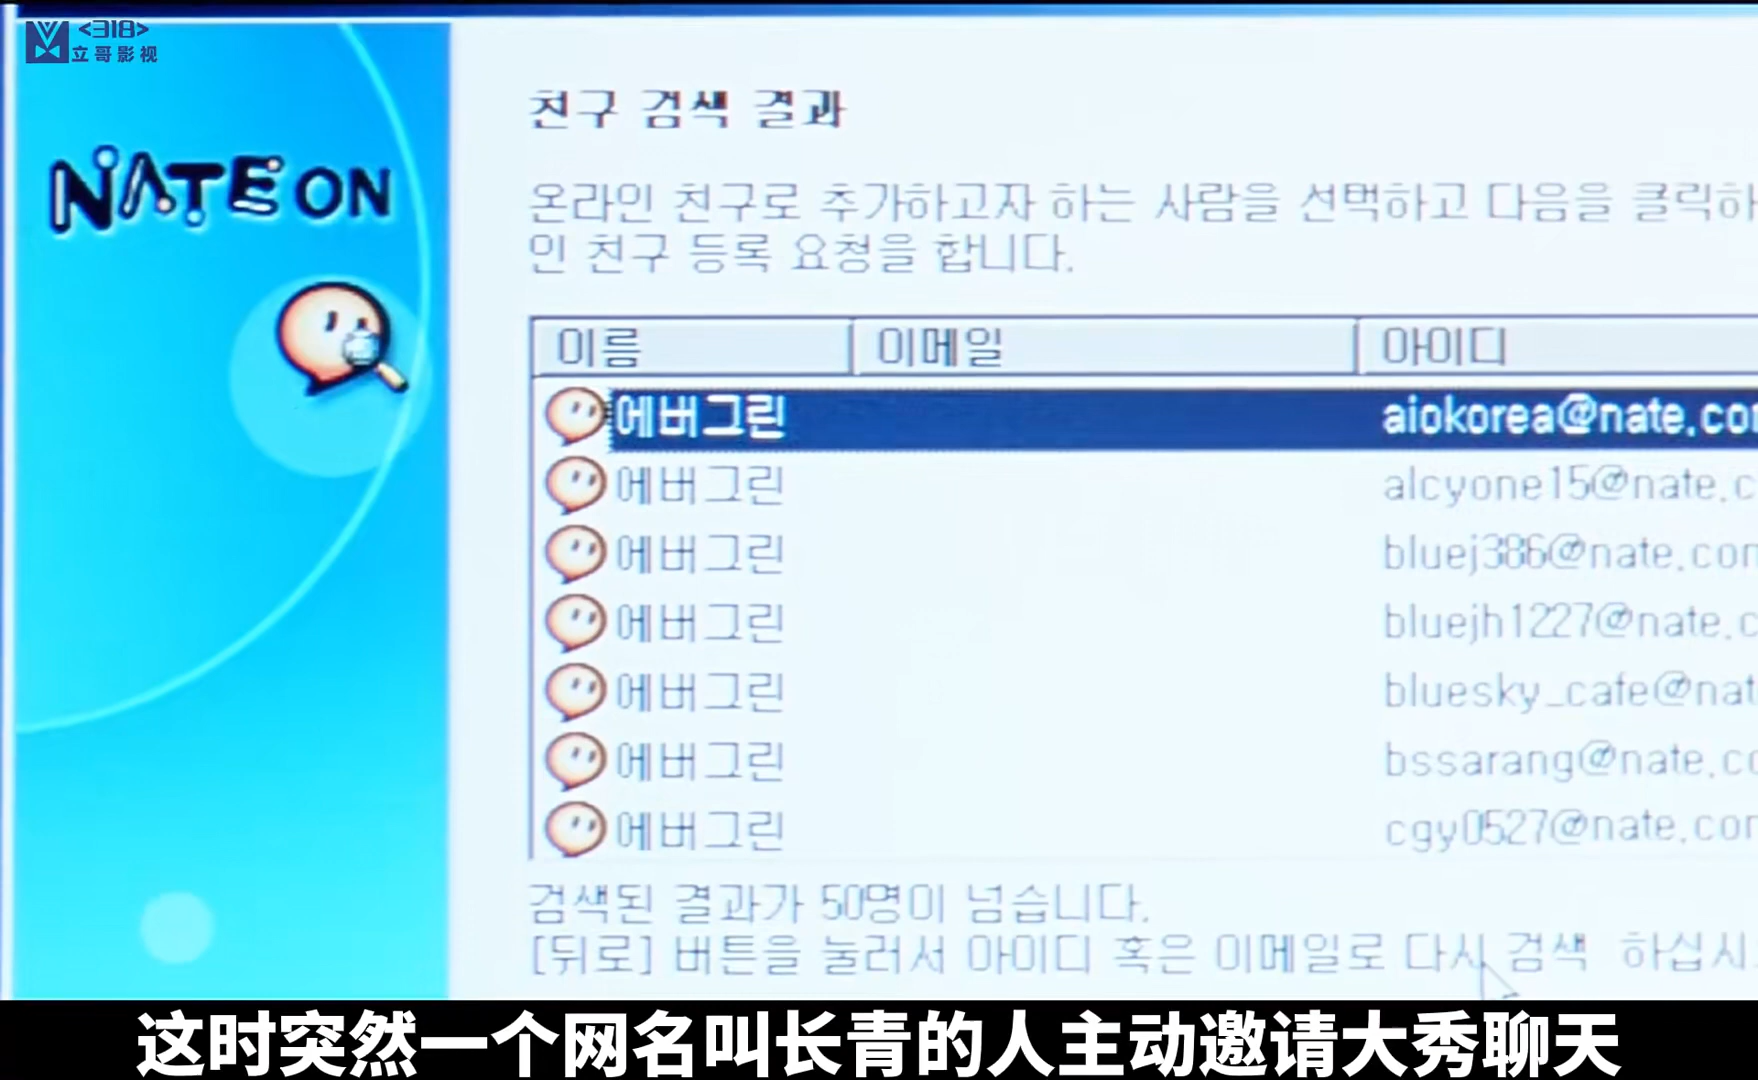 <318>
立哥影视
NATE ON
친구 검색 결과
온라인 친구로 추가하고자 하는 사람을 선택하고 다음을 클릭하
인 친구 등록 요청을 합니다.
이름 이메일 아이디
에버그린 aiokorea@nate.co
에버그린 alcyone15@nate.c
에버그린 bluej386@nate.con
에버그린 bluejh1227@nate.c
에버그린 bluesky_cafe@nat
에버그린 bssarang@nate.co
에버그린 cgy0527@nate.con
검색된 결과가 50명이 넘습니다.
[뒤로] 버튼을 눌러서 아이디 혹은 이메일로 다시 검색 하십시
这时突然一个网名叫长青的人主动邀请大秀聊天